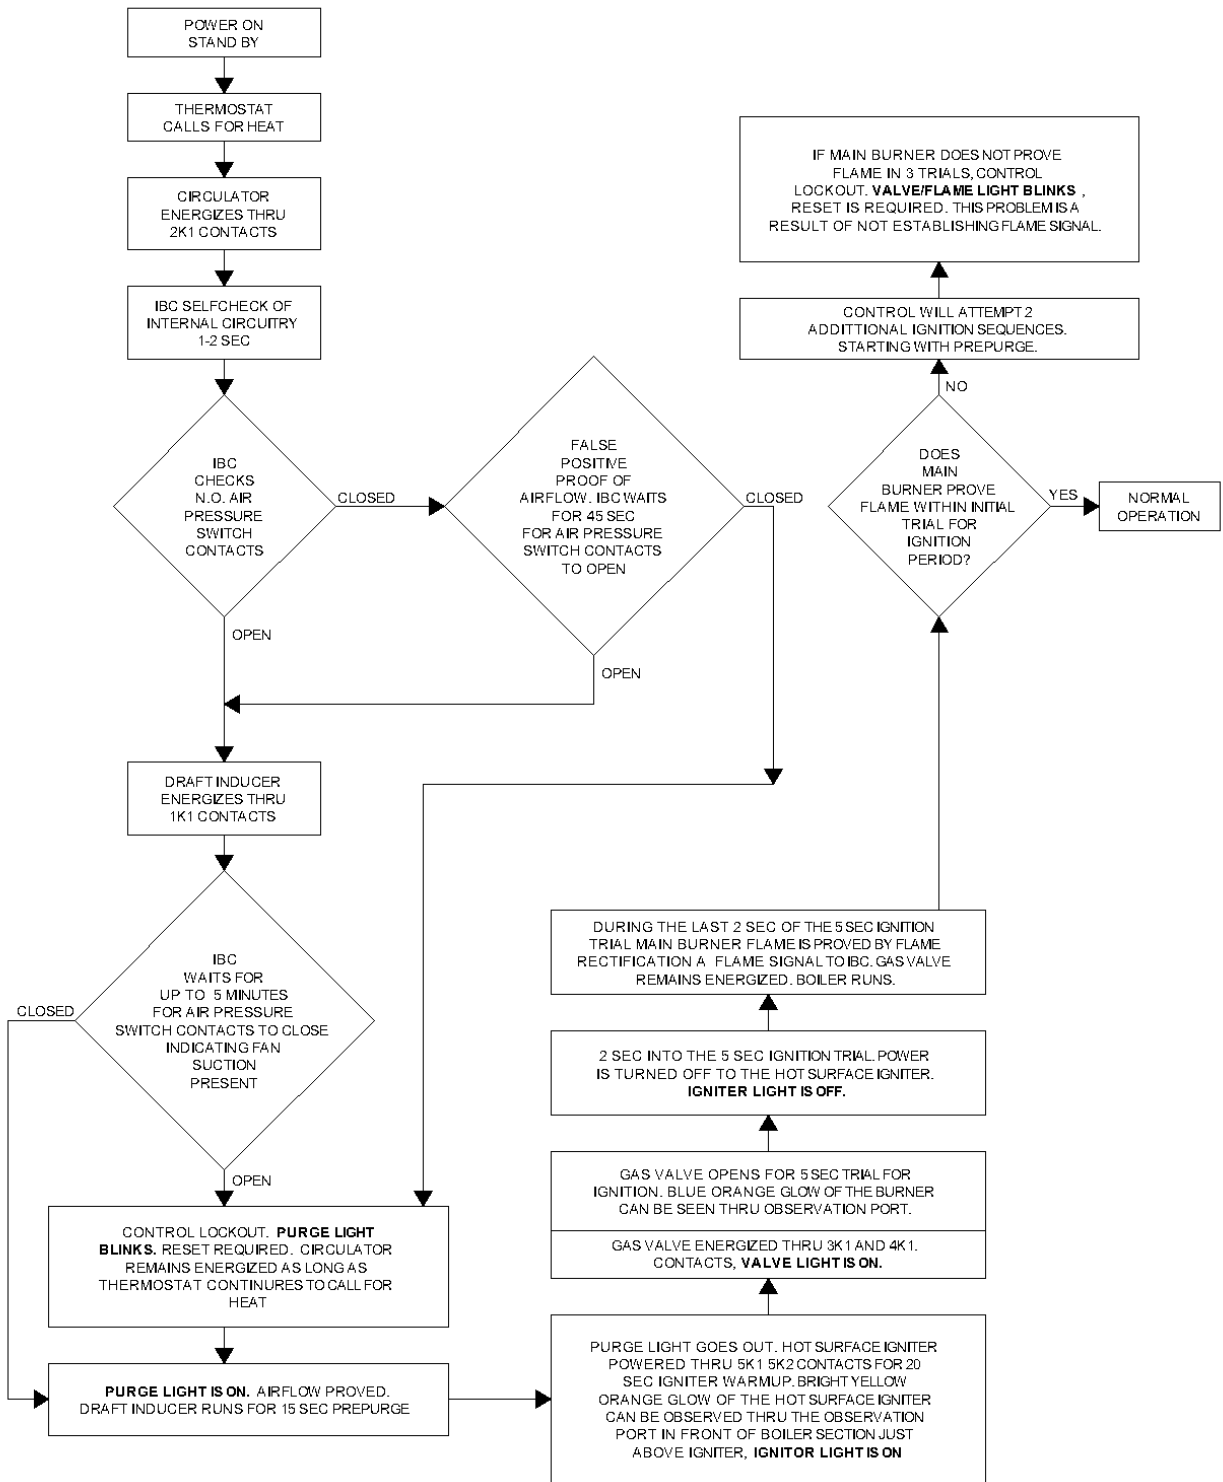 POWER ON
STAND BY
THERMOSTAT
CALLS FOR HEAT
CIRCULATOR
ENERGIZES THRU
2K1 CONTACTS
IBC SELFCHECK OF
INTERNAL CIRCUITRY
1-2 SEC
IBC
CHECKS
N.O. AIR
PRESSURE
SWITCH
CONTACTS
CLOSED
OPEN
FALSE
POSITIVE
PROOF OF
AIRFLOW. IBC WAITS
FOR 45 SEC
FOR AIR PRESSURE
SWITCH CONTACTS
TO OPEN
CLOSED
OPEN
DRAFT INDUCER
ENERGIZES THRU
1K1 CONTACTS
IBC
WAITS FOR
UP TO 5 MINUTES
FOR AIR PRESSURE
SWITCH CONTACTS TO CLOSE
INDICATING FAN
SUCTION
PRESENT
CLOSED
OPEN
CONTROL LOCKOUT. PURGE LIGHT
BLINKS. RESET REQUIRED. CIRCULATOR
REMAINS ENERGIZED AS LONG AS
THERMOSTAT CONTINURES TO CALL FOR
HEAT
PURGE LIGHT IS ON. AIRFLOW PROVED.
DRAFT INDUCER RUNS FOR 15 SEC PREPURGE
PURGE LIGHT GOES OUT. HOT SURFACE IGNITER
POWERED THRU 5K1 5K2 CONTACTS FOR 20
SEC IGNITER WARMUP. BRIGHT YELLOW
ORANGE GLOW OF THE HOT SURFACE IGNITER
CAN BE OBSERVED THRU THE OBSERVATION
PORT IN FRONT OF BOILER SECTION JUST
ABOVE IGNITER, IGNITOR LIGHT IS ON
GAS VALVE OPENS FOR 5 SEC TRIAL FOR
IGNITION. BLUE ORANGE GLOW OF THE BURNER
CAN BE SEEN THRU OBSERVATION PORT.
GAS VALVE ENERGIZED THRU 3K1 AND 4K1.
CONTACTS, VALVE LIGHT IS ON.
2 SEC INTO THE 5 SEC IGNITION TRIAL. POWER
IS TURNED OFF TO THE HOT SURFACE IGNITER.
IGNITER LIGHT IS OFF.
DURING THE LAST 2 SEC OF THE 5 SEC IGNITION
TRIAL MAIN BURNER FLAME IS PROVED BY FLAME
RECTIFICATION A FLAME SIGNAL TO IBC. GAS VALVE
REMAINS ENERGIZED. BOILER RUNS.
DOES
MAIN
BURNER PROVE
FLAME WITHIN INITIAL
TRIAL FOR
IGNITION
PERIOD?
YES
NORMAL
OPERATION
NO
CONTROL WILL ATTEMPT 2
ADDITTIONAL IGNITION SEQUENCES.
STARTING WITH PREPURGE.
IF MAIN BURNER DOES NOT PROVE
FLAME IN 3 TRIALS, CONTROL
LOCKOUT. VALVE/FLAME LIGHT BLINKS ,
RESET IS REQUIRED. THIS PROBLEM IS A
RESULT OF NOT ESTABLISHING FLAME SIGNAL.